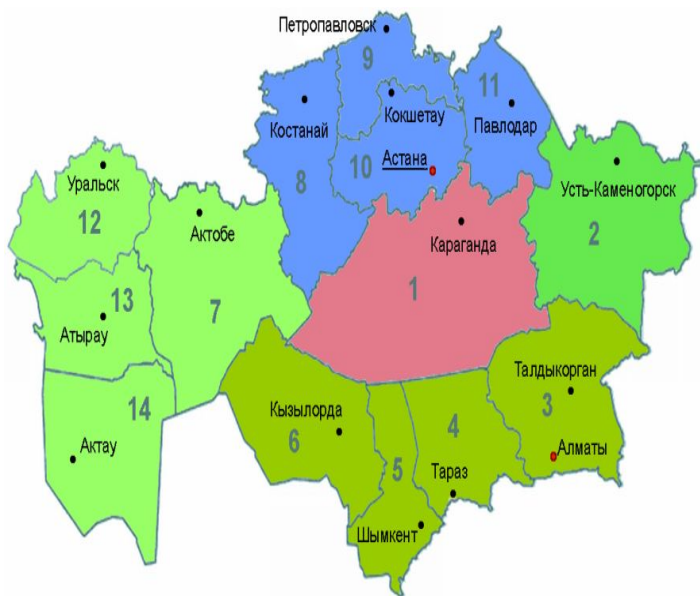 Петропавловск
9
Костанай
Кокшетау
11
Павлодар
10
Астана
8
Уральск
12
Актобе
Усть-Каменогорск
2
Караганда
1
13
Атырау
7
Талдыкорган
3
14
Актау
Кызылорда
6
4
5
Тараз
Алматы
Шымкент